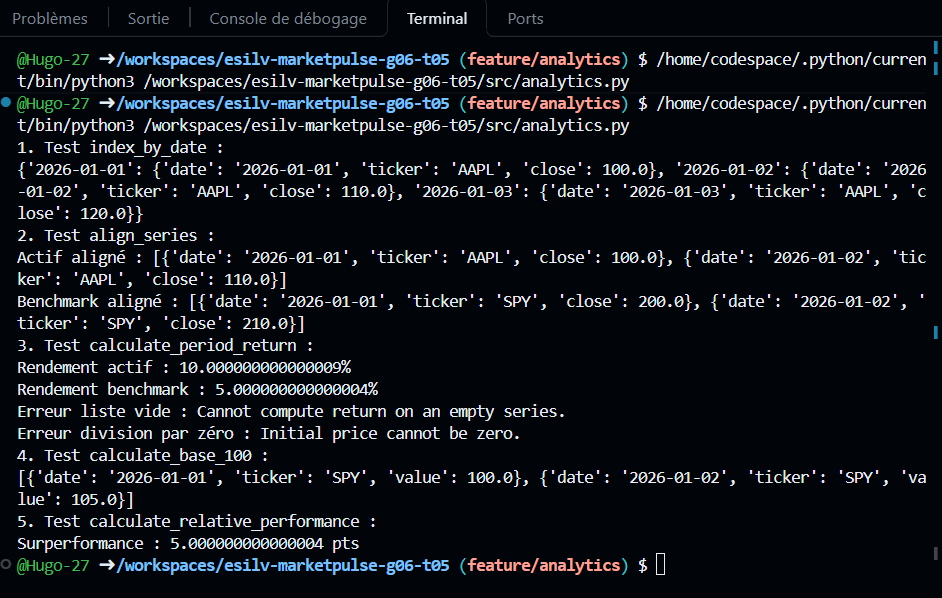 Problèmes Sortie Console de débogage Terminal Ports
@Hugo-27 ➜/workspaces/esilv-marketpulse-g06-t05 (feature/analytics) $ /home/codespace/.python/curren
t/bin/python3 /workspaces/esilv-marketpulse-g06-t05/src/analytics.py
@Hugo-27 ➜/workspaces/esilv-marketpulse-g06-t05 (feature/analytics) $ /home/codespace/.python/curren
t/bin/python3 /workspaces/esilv-marketpulse-g06-t05/src/analytics.py
1. Test index_by_date :
{'2026-01-01': {'date': '2026-01-01', 'ticker': 'AAPL', 'close': 100.0}, '2026-01-02': {'date': '2026
-01-02', 'ticker': 'AAPL', 'close': 110.0}, '2026-01-03': {'date': '2026-01-03', 'ticker': 'AAPL', 'c
lose': 120.0}}
2. Test align_series :
Actif aligné : [{'date': '2026-01-01', 'ticker': 'AAPL', 'close': 100.0}, {'date': '2026-01-02', 'tic
ker': 'AAPL', 'close': 110.0}]
Benchmark aligné : [{'date': '2026-01-01', 'ticker': 'SPY', 'close': 200.0}, {'date': '2026-01-02', '
ticker': 'SPY', 'close': 210.0}]
3. Test calculate_period_return :
Rendement actif : 10.000000000000009%
Rendement benchmark : 5.000000000000004%
Erreur liste vide : Cannot compute return on an empty series.
Erreur division par zéro : Initial price cannot be zero.
4. Test calculate_base_100 :
[{'date': '2026-01-01', 'ticker': 'SPY', 'value': 100.0}, {'date': '2026-01-02', 'ticker': 'SPY', 'va
lue': 105.0}]
5. Test calculate_relative_performance :
Surperformance : 5.000000000000004 pts
@Hugo-27 ➜/workspaces/esilv-marketpulse-g06-t05 (feature/analytics) $